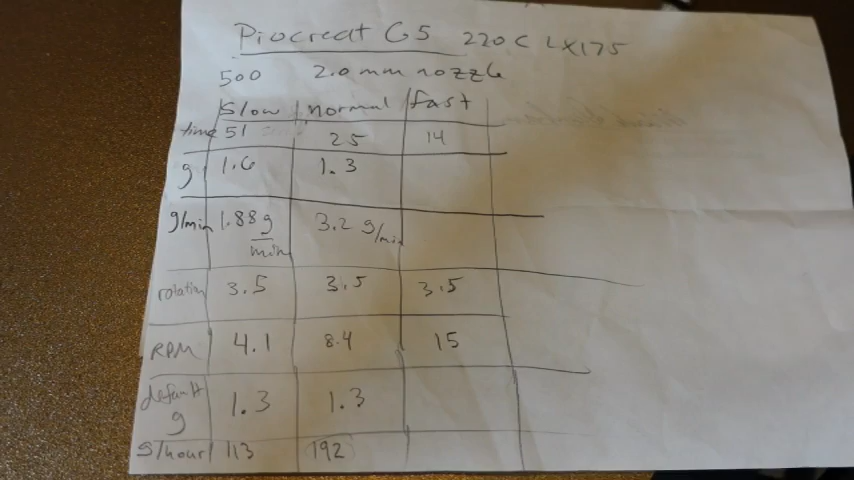 Piocreat G5 220C LX175
500 2.0mm nozzle
slow normal fast
time 51 25 14
g 1.6 1.3
g/min 1.88 g/min 3.2 g/min
rotation 3.5 3.5 3.5
RPM 4.1 8.4 15
default g 1.3 1.3
g/hour 113 192